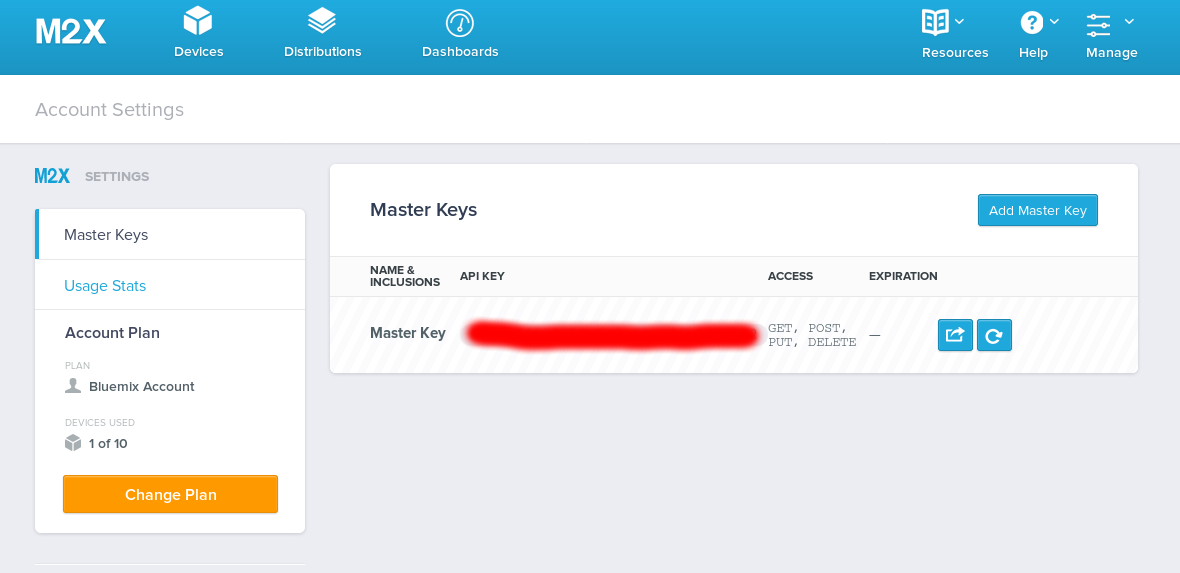 M2X
Devices
Distributions
Dashboards
Resources
Help
Manage
Account Settings
M2X SETTINGS
Master Keys
Usage Stats
Account Plan
PLAN
Bluemix Account
DEVICES USED
1 of 10
Change Plan
Master Keys
Add Master Key
NAME &
INCLUSIONS
API KEY
ACCESS
EXPIRATION
Master Key
GET, POST,
PUT, DELETE
—